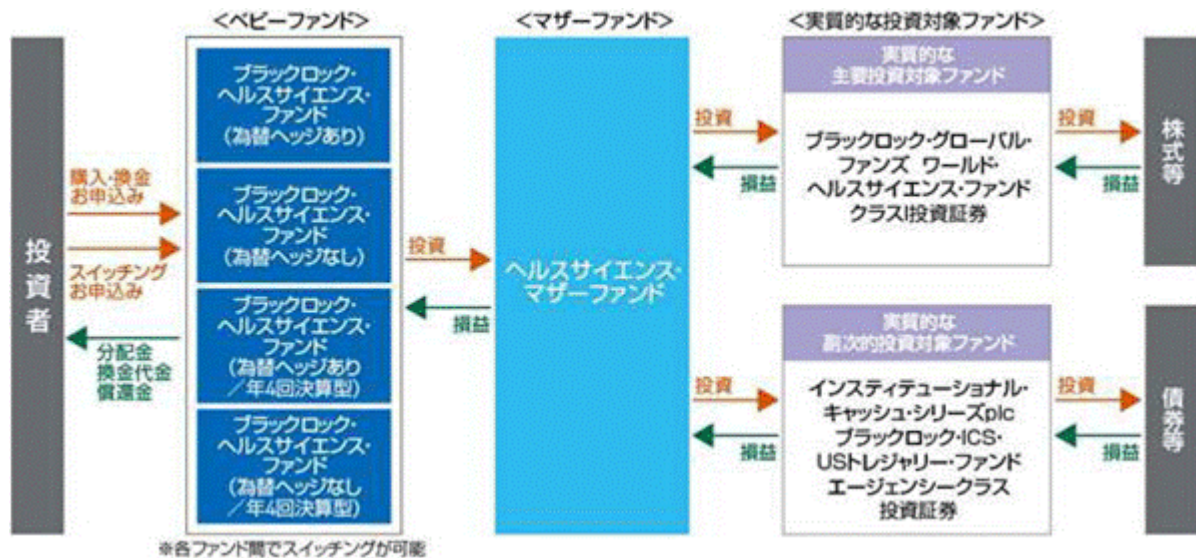 <ベビーファンド>
<マザーファンド>
<実質的な投資対象ファンド>
投資者
購入・換金
お申込み
スイッチング
お申込み
分配金
換金代金
償還金
ブラックロック・
ヘルスサイエンス・
ファンド
(為替ヘッジあり)
ブラックロック・
ヘルスサイエンス・
ファンド
(為替ヘッジなし)
ブラックロック・
ヘルスサイエンス・
ファンド
(為替ヘッジあり
/年4回決算型)
ブラックロック・
ヘルスサイエンス・
ファンド
(為替ヘッジなし
/年4回決算型)
※各ファンド間でスイッチングが可能
投資
損益
ヘルスサイエンス・
マザーファンド
投資
損益
実質的な
主要投資対象ファンド
ブラックロック・グローバル・
ファンズ ワールド・
ヘルスサイエンス・ファンド
クラスI投資証券
投資
損益
株式等
投資
損益
実質的な
副次的投資対象ファンド
インスティテューショナル・
キャッシュ・シリーズplc
ブラックロック・ICS・
USトレジャリー・ファンド
エージェンシークラス
投資証券
投資
損益
債券等